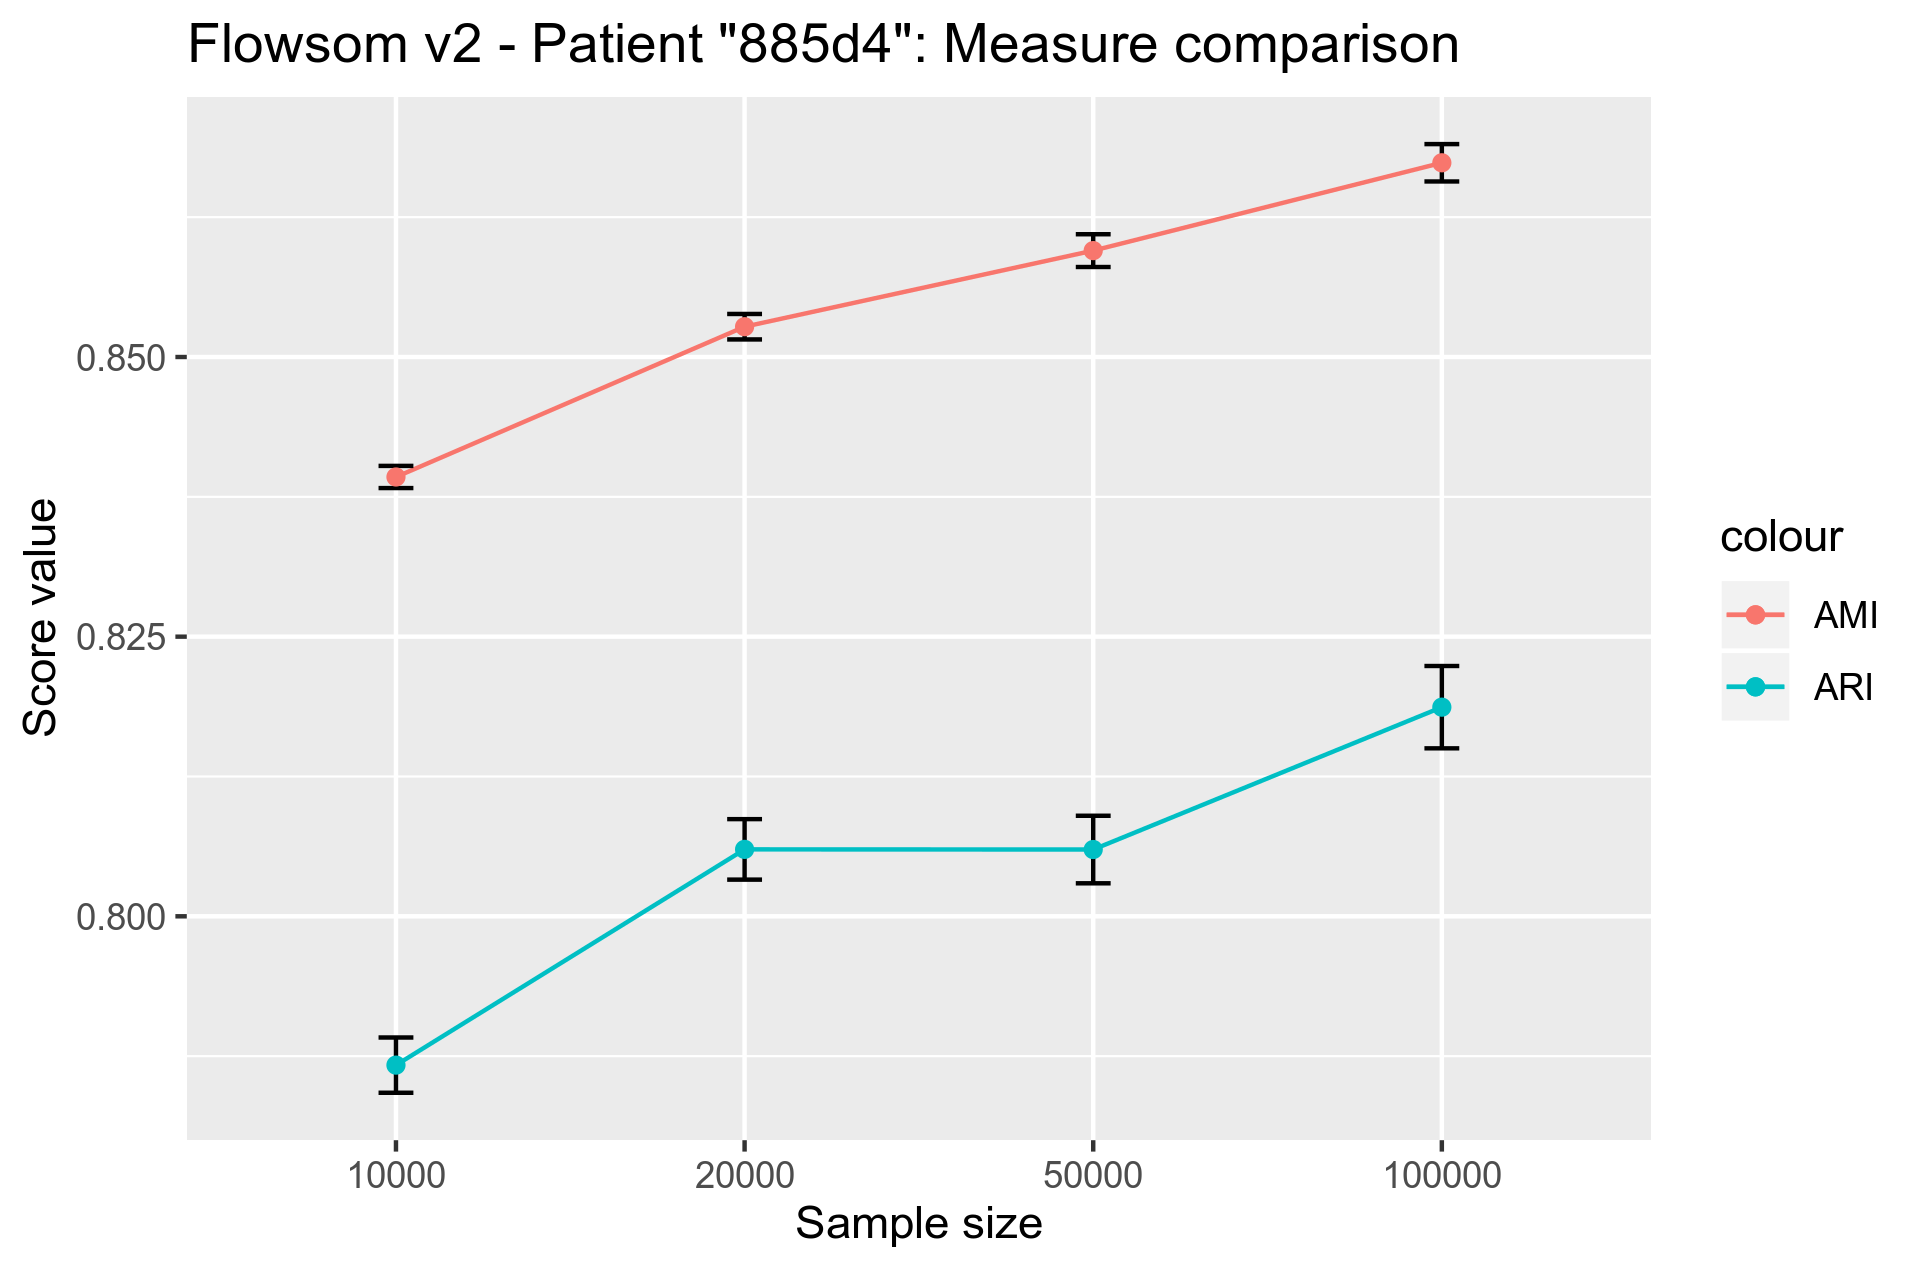 Flowsom v2 - Patient "885d4": Measure comparison
Score value
0.850
0.825
0.800
10000 20000 50000 100000
Sample size
colour
AMI
ARI